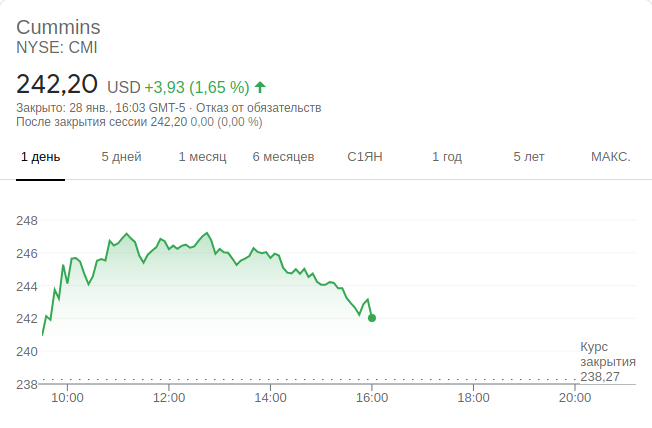 Cummins
NYSE: CMI
242,20 USD +3,93 (1,65 %)
Закрыто: 28 янв., 16:03 GMT-5 · Отказ от обязательств
После закрытия сессии 242,20 0,00 (0,00 %)
1 день 5 дней 1 месяц 6 месяцев С1ЯН 1 год 5 лет МАКС.
248
246
244
242
240
238
Курс
закрытия
238,27
10:00 12:00 14:00 16:00 18:00 20:00